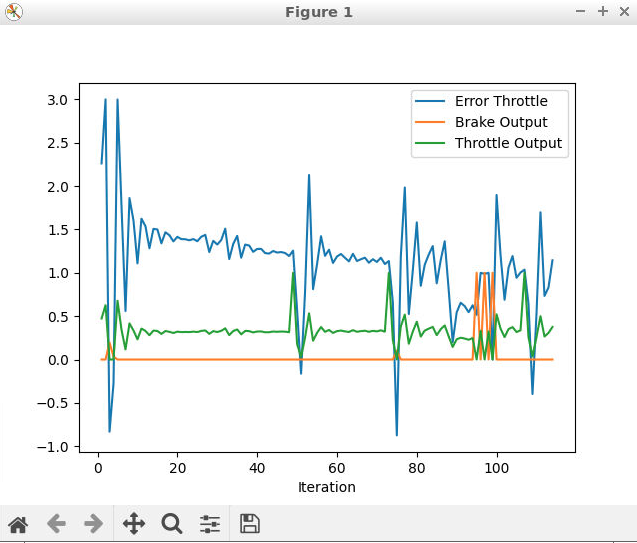 Figure 1
Error Throttle
Brake Output
Throttle Output
3.0
2.5
2.0
1.5
1.0
0.5
0.0
−0.5
−1.0
0 20 40 60 80 100
Iteration